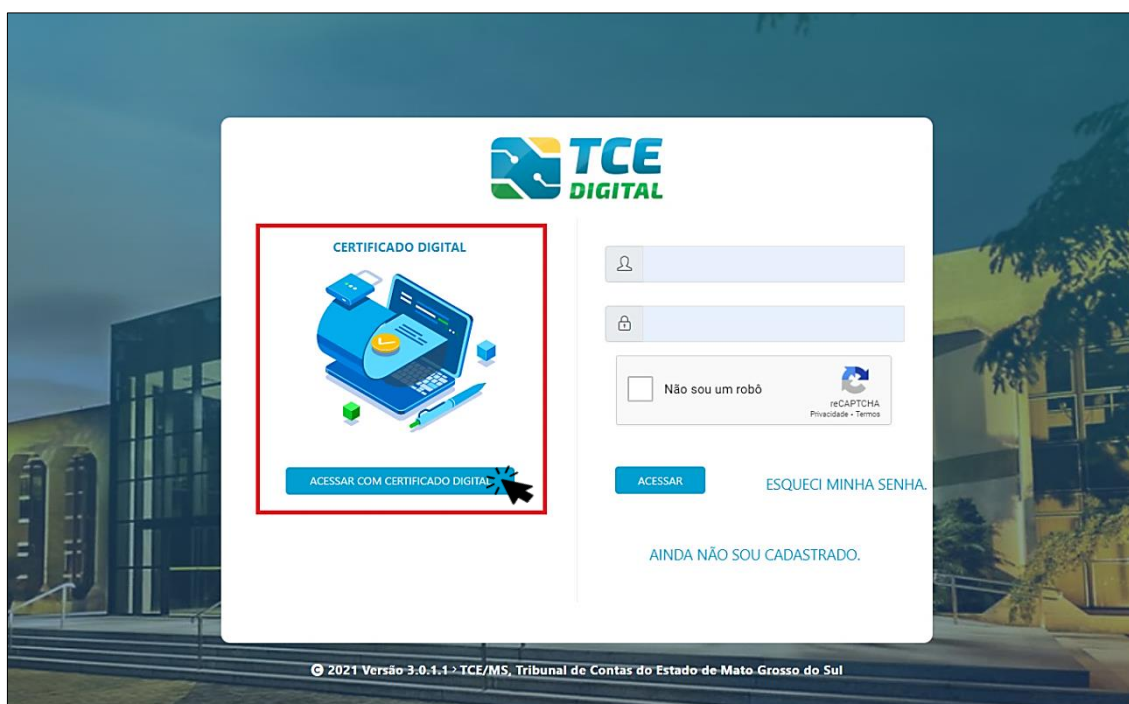 TCE
DIGITAL
CERTIFICADO DIGITAL
ACESSAR COM CERTIFICADO DIGITAL
Não sou um robô
reCAPTCHA
Privacidade - Termos
ACESSAR
ESQUECI MINHA SENHA.
AINDA NÃO SOU CADASTRADO.
© 2021 Versão 3.0.1.1 > TCE/MS, Tribunal de Contas do Estado de Mato Grosso do Sul